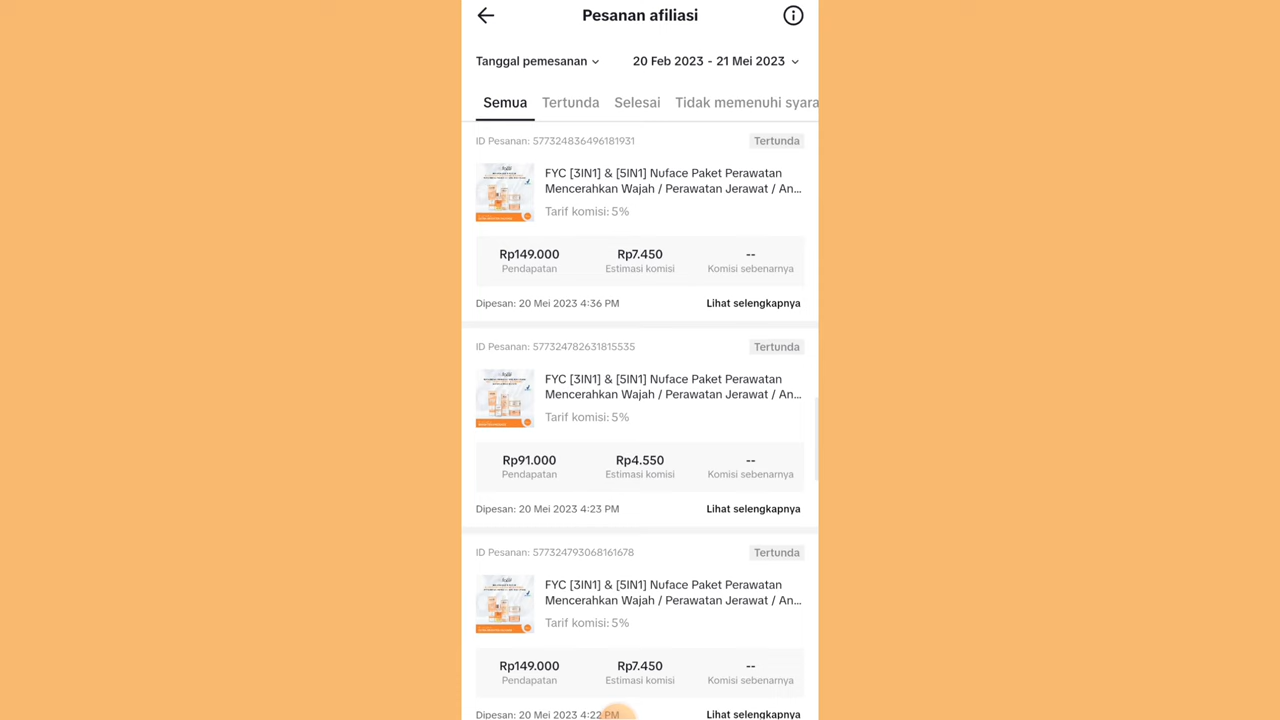 Pesanan afiliasi
Tanggal pemesanan
20 Feb 2023 - 21 Mei 2023
Semua
Tertunda
Selesai
Tidak memenuhi syara
ID Pesanan: 577324836496181931
Tertunda
FYC [3IN1] & [5IN1] Nuface Paket Perawatan
Mencerahkan Wajah / Perawatan Jerawat / An...
Tarif komisi: 5%
Rp149.000
Rp7.450
--
Pendapatan
Estimasi komisi
Komisi sebenarnya
Dipesan: 20 Mei 2023 4:36 PM
Lihat selengkapnya
ID Pesanan: 577324782631815535
Tertunda
FYC [3IN1] & [5IN1] Nuface Paket Perawatan
Mencerahkan Wajah / Perawatan Jerawat / An...
Tarif komisi: 5%
Rp91.000
Rp4.550
--
Pendapatan
Estimasi komisi
Komisi sebenarnya
Dipesan: 20 Mei 2023 4:23 PM
Lihat selengkapnya
ID Pesanan: 577324793068161678
Tertunda
FYC [3IN1] & [5IN1] Nuface Paket Perawatan
Mencerahkan Wajah / Perawatan Jerawat / An...
Tarif komisi: 5%
Rp149.000
Rp7.450
--
Pendapatan
Estimasi komisi
Komisi sebenarnya
Dipesan: 20 Mei 2023 4:22 PM
Lihat selengkapnya